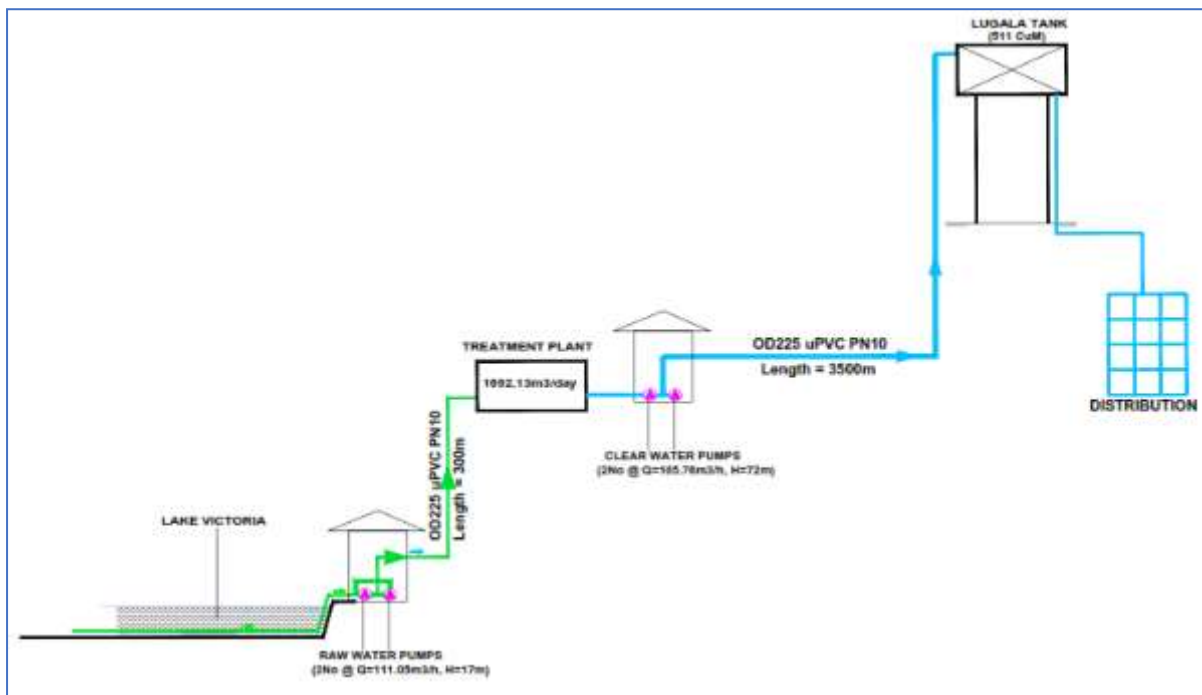 LUGALA TANK
(511 CuM)
OD225 uPVC PN10
Length = 3500m
TREATMENT PLANT
1692.13m3/day
DISTRIBUTION
CLEAR WATER PUMPS
(2No @ Q=105.76m3/h, H=72m)
OD225 uPVC PN10
Length = 300m
LAKE VICTORIA
RAW WATER PUMPS
(2No @ Q=111.05m3/h, H=17m)